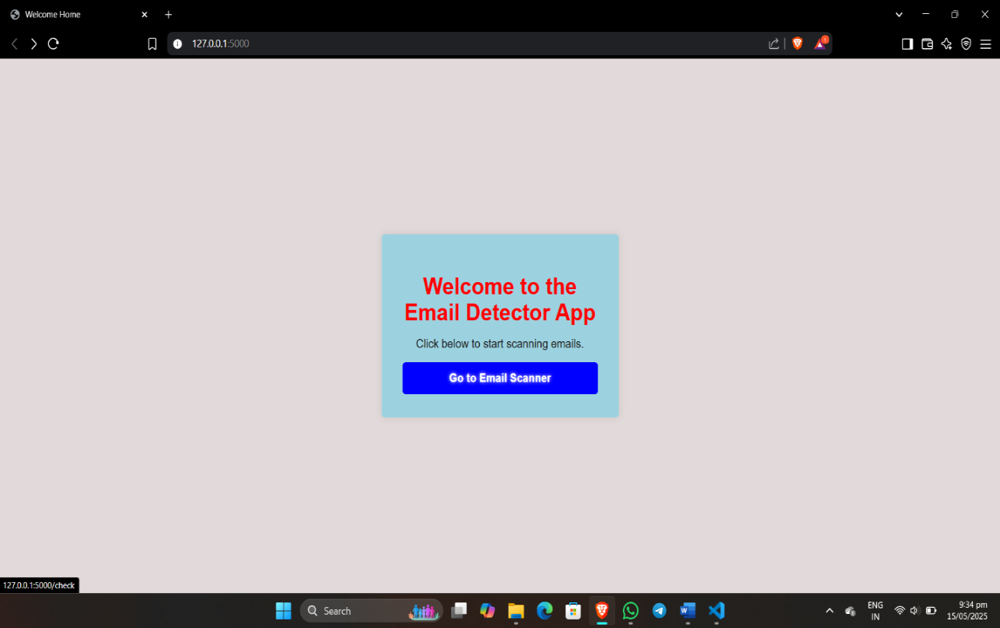 Welcome Home
127.0.0.1:5000
Welcome to the
Email Detector App
Click below to start scanning emails.
Go to Email Scanner
127.0.0.1:5000/check
Search
ENG
IN
9:34 pm
15/05/2025